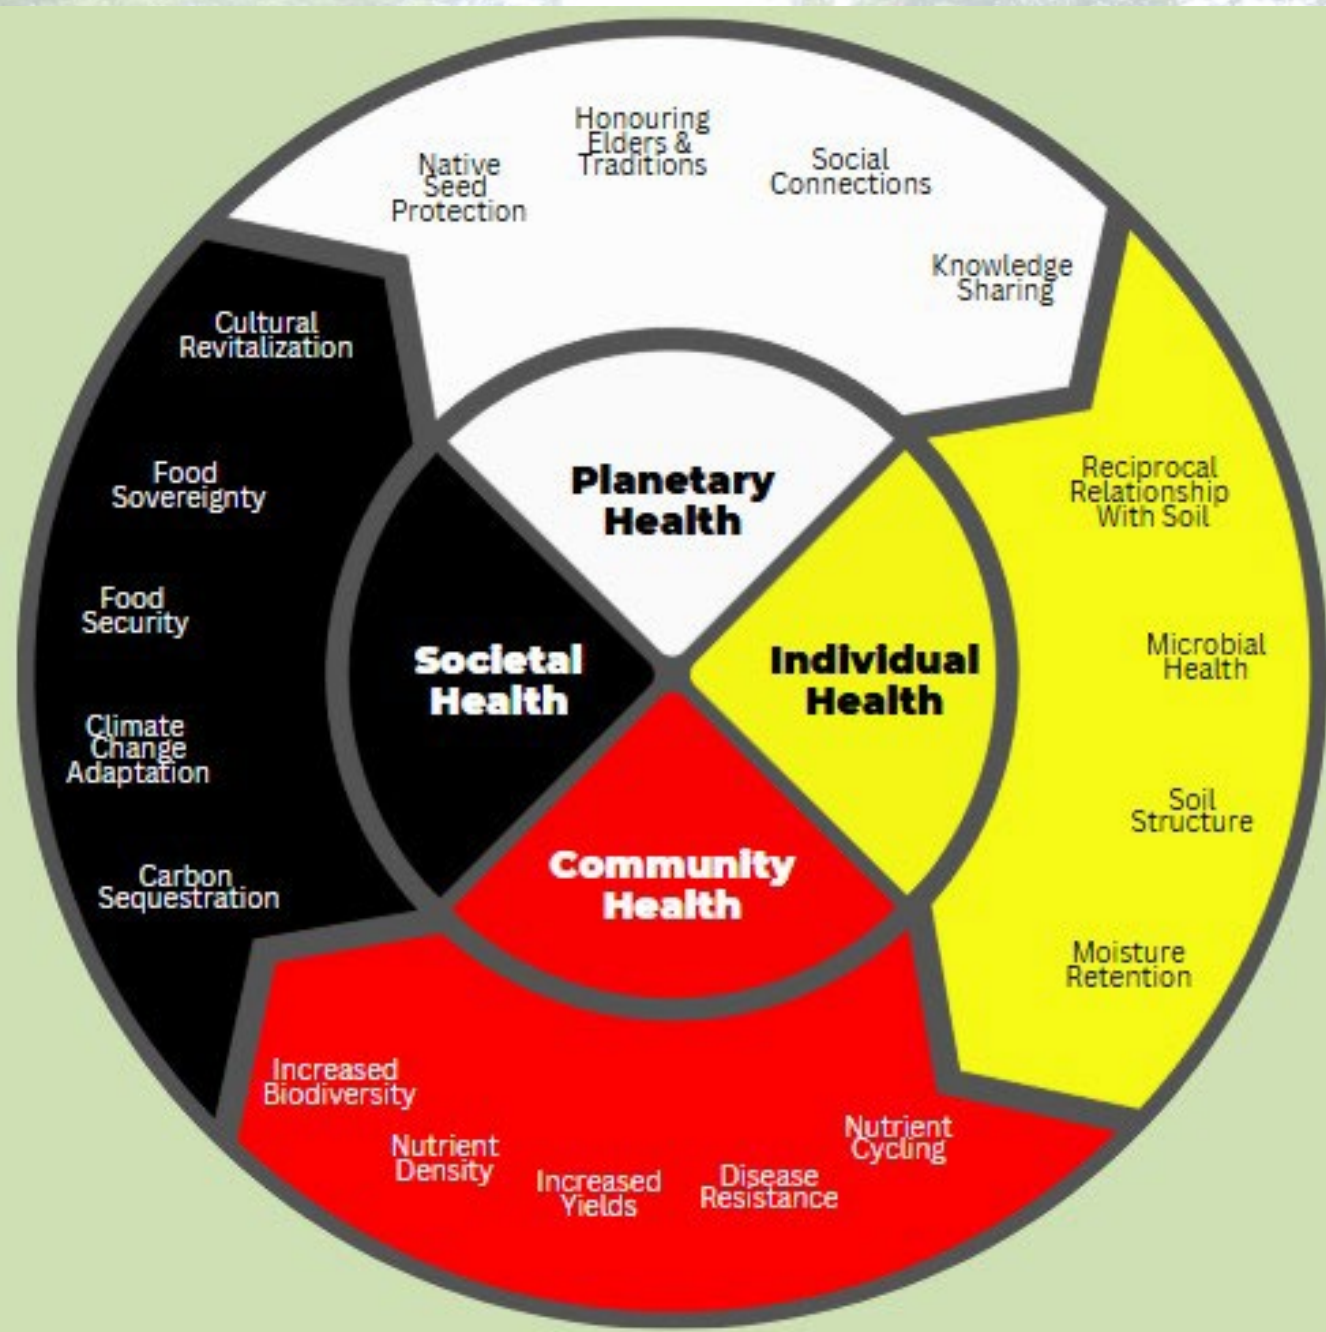 Honouring
Elders &
Traditions
Native
Seed
Protection
Social
Connections
Knowledge
Sharing
Cultural
Revitalization
Food
Sovereignty
Food
Security
Climate
Change
Adaptation
Carbon
Sequestration
Planetary
Health
Societal
Health
Individual
Health
Community
Health
Reciprocal
Relationship
With Soil
Microbial
Health
Soil
Structure
Moisture
Retention
Increased
Biodiversity
Nutrient
Density
Increased
Yields
Disease
Resistance
Nutrient
Cycling